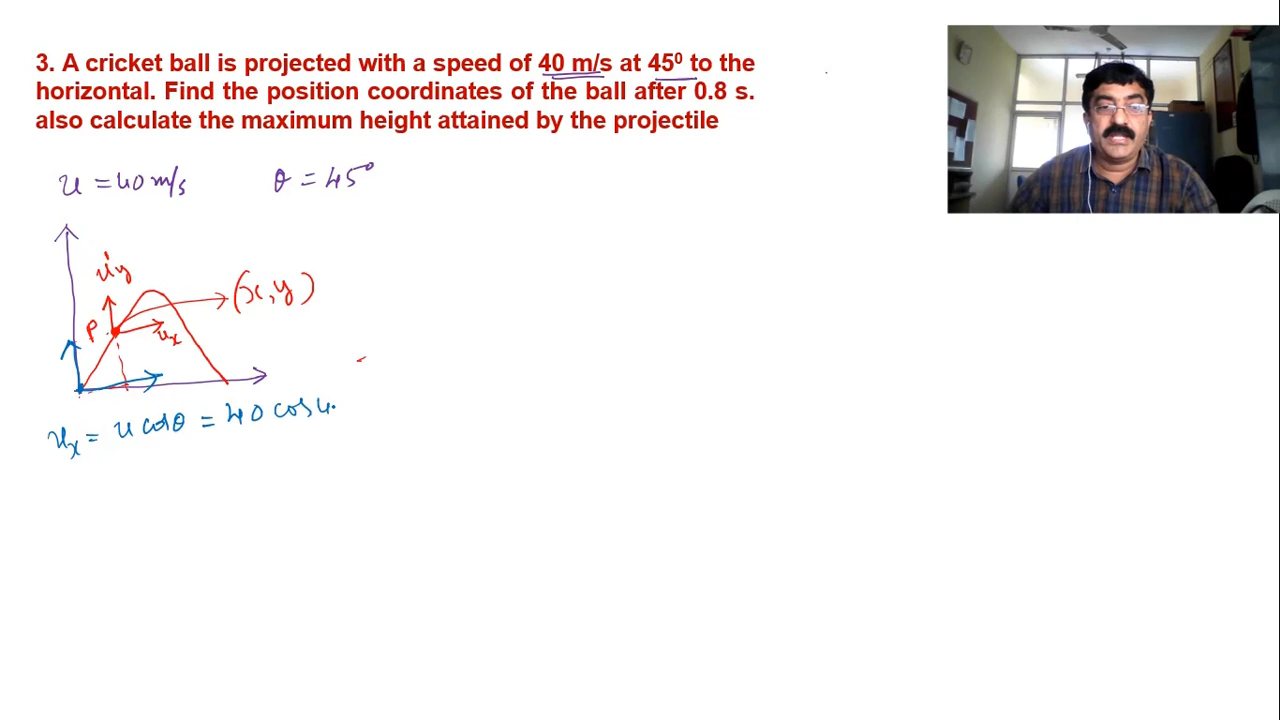 3. A cricket ball is projected with a speed of 40 m/s at 45⁰ to the
horizontal. Find the position coordinates of the ball after 0.8 s.
also calculate the maximum height attained by the projectile
u = 40 m/s θ = 45°
uy
(x, y)
P
ux
ux = u cosθ = 40 cos